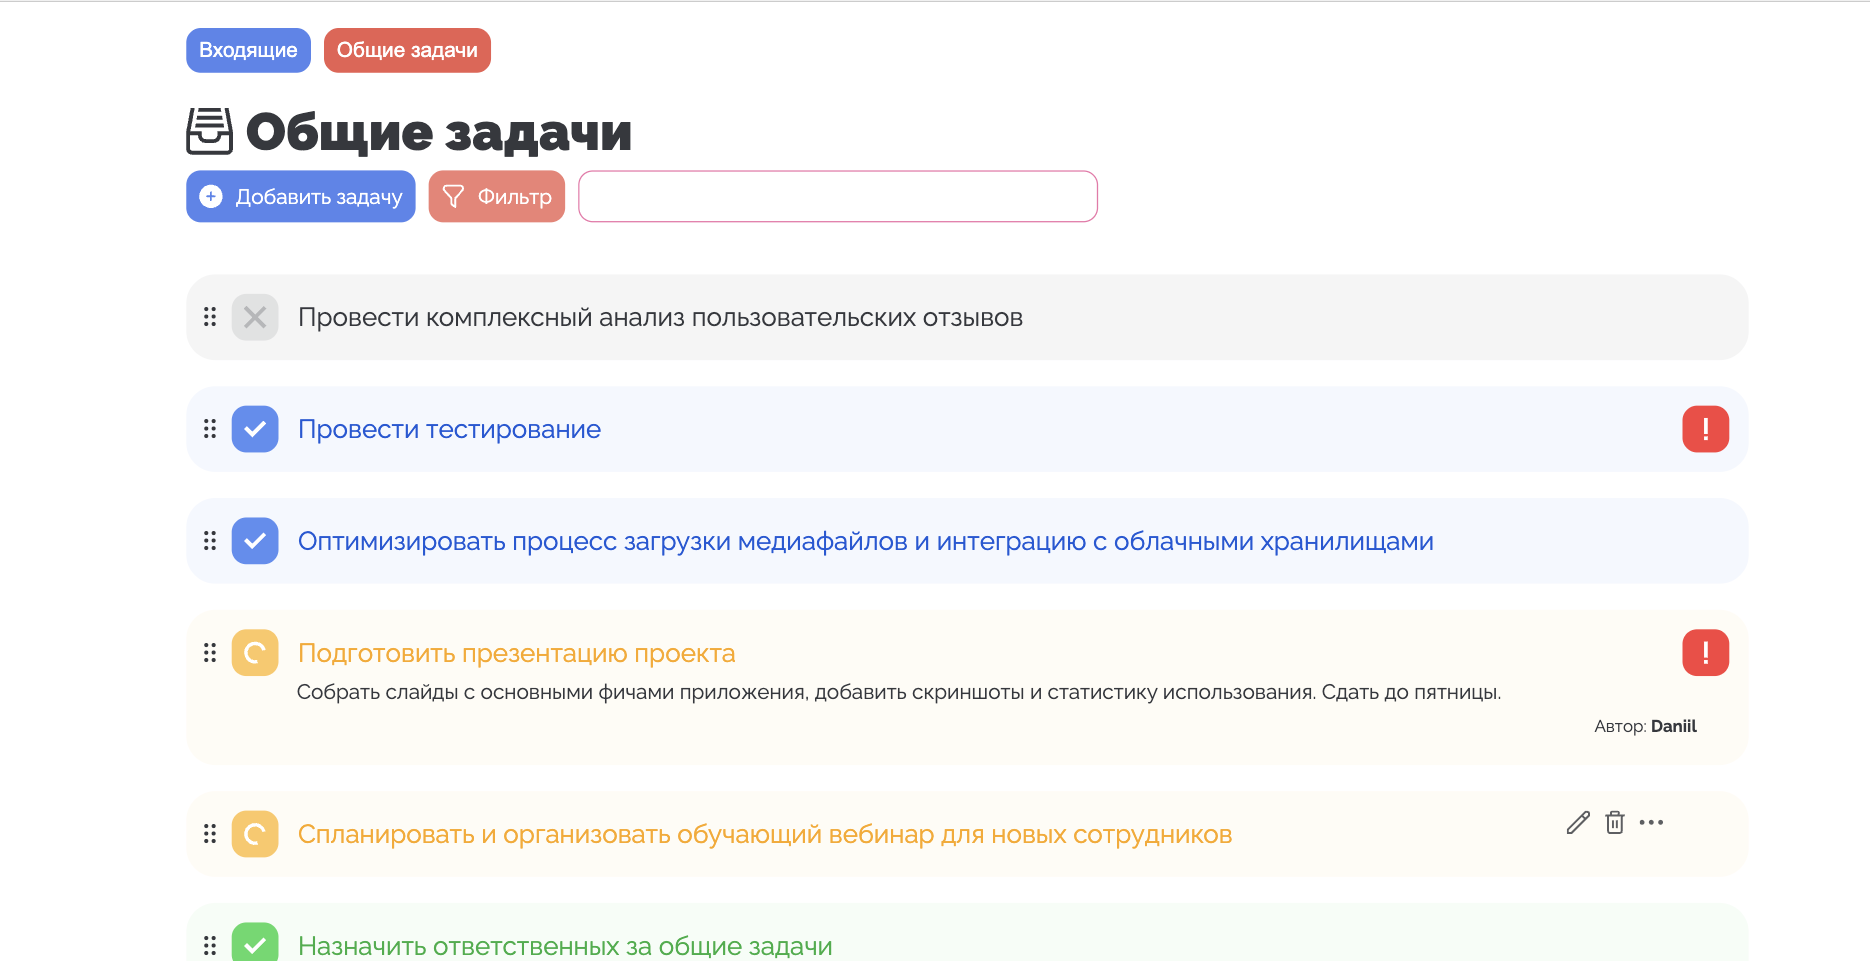 Входящие
Общие задачи
Общие задачи
Добавить задачу
Фильтр
Провести комплексный анализ пользовательских отзывов
Провести тестирование
!
Оптимизировать процесс загрузки медиафайлов и интеграцию с облачными хранилищами
Подготовить презентацию проекта
!
Собрать слайды с основными фичами приложения, добавить скриншоты и статистику использования. Сдать до пятницы.
Автор: Daniil
Спланировать и организовать обучающий вебинар для новых сотрудников
Назначить ответственных за общие задачи